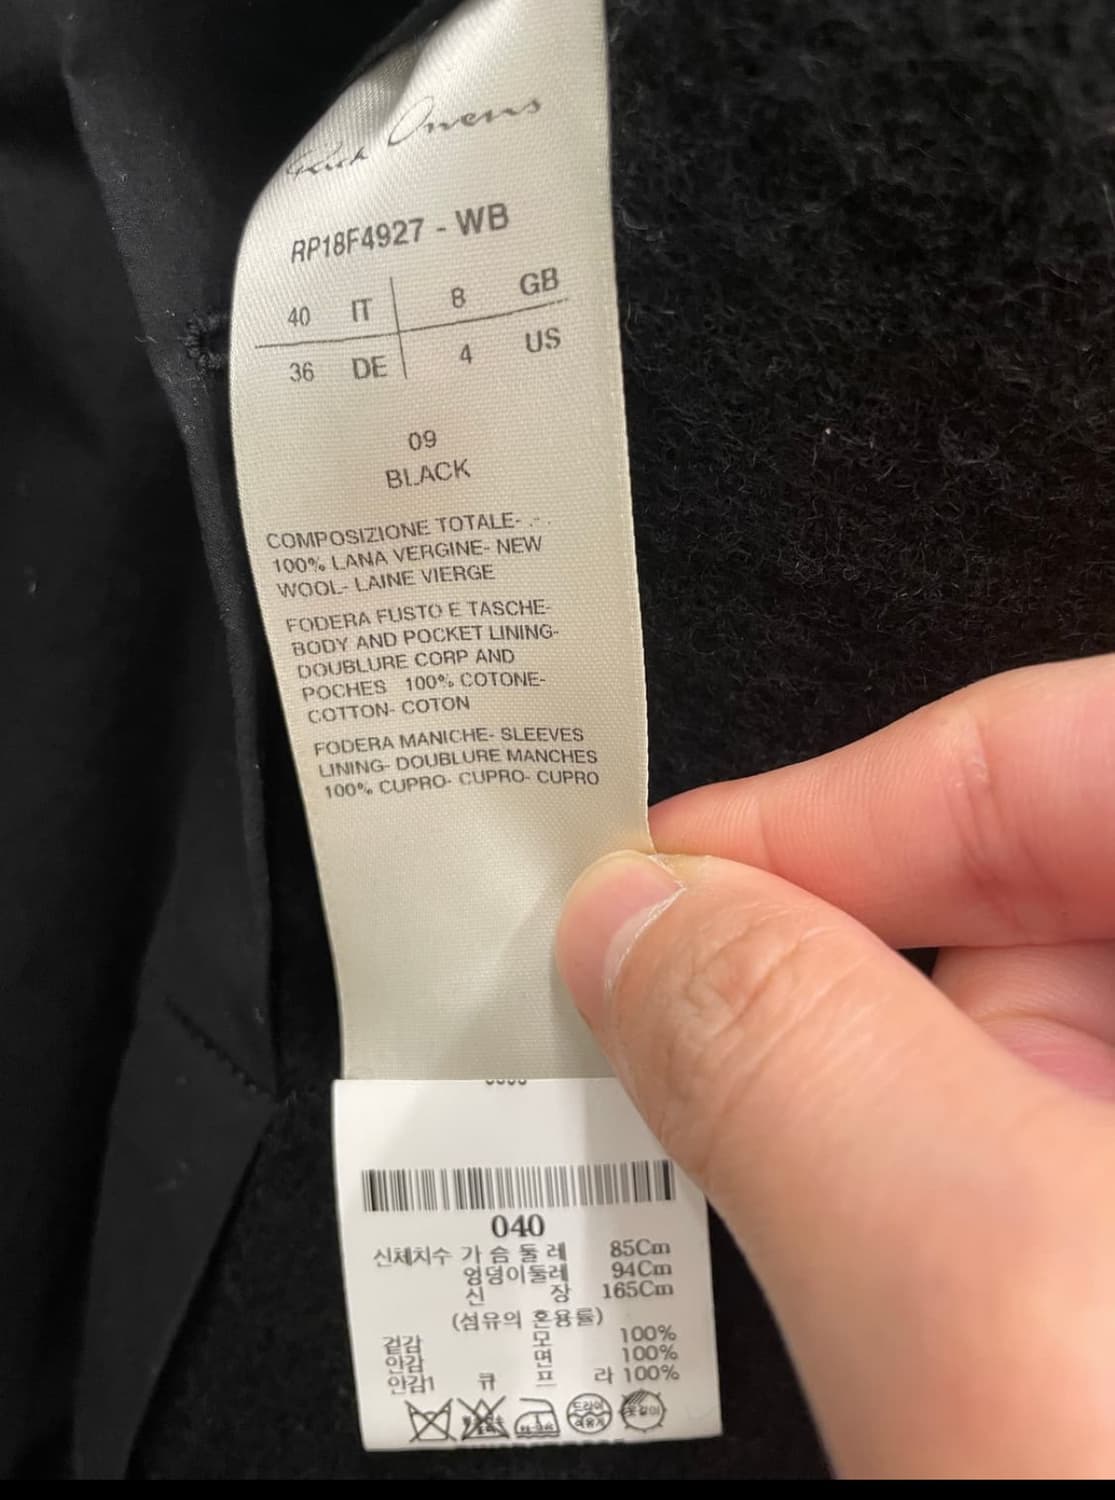 Rick Owens
RP18F4927 - WB
40 IT 8 GB
36 DE 4 US
09
BLACK
COMPOSIZIONE TOTALE- .-.
100% LANA VERGINE- NEW
WOOL- LAINE VIERGE
FODERA FUSTO E TASCHE-
BODY AND POCKET LINING-
DOUBLURE CORP AND
POCHES 100% COTONE-
COTTON- COTON
FODERA MANICHE- SLEEVES
LINING- DOUBLURE MANCHES
100% CUPRO- CUPRO- CUPRO
040
신체치수 가 슴 둘 레 85Cm
엉덩이둘레 94Cm
신 장 165Cm
(섬유의 혼용률)
겉감 모 100%
안감 면 100%
안감1 큐 프 라 100%
드라이